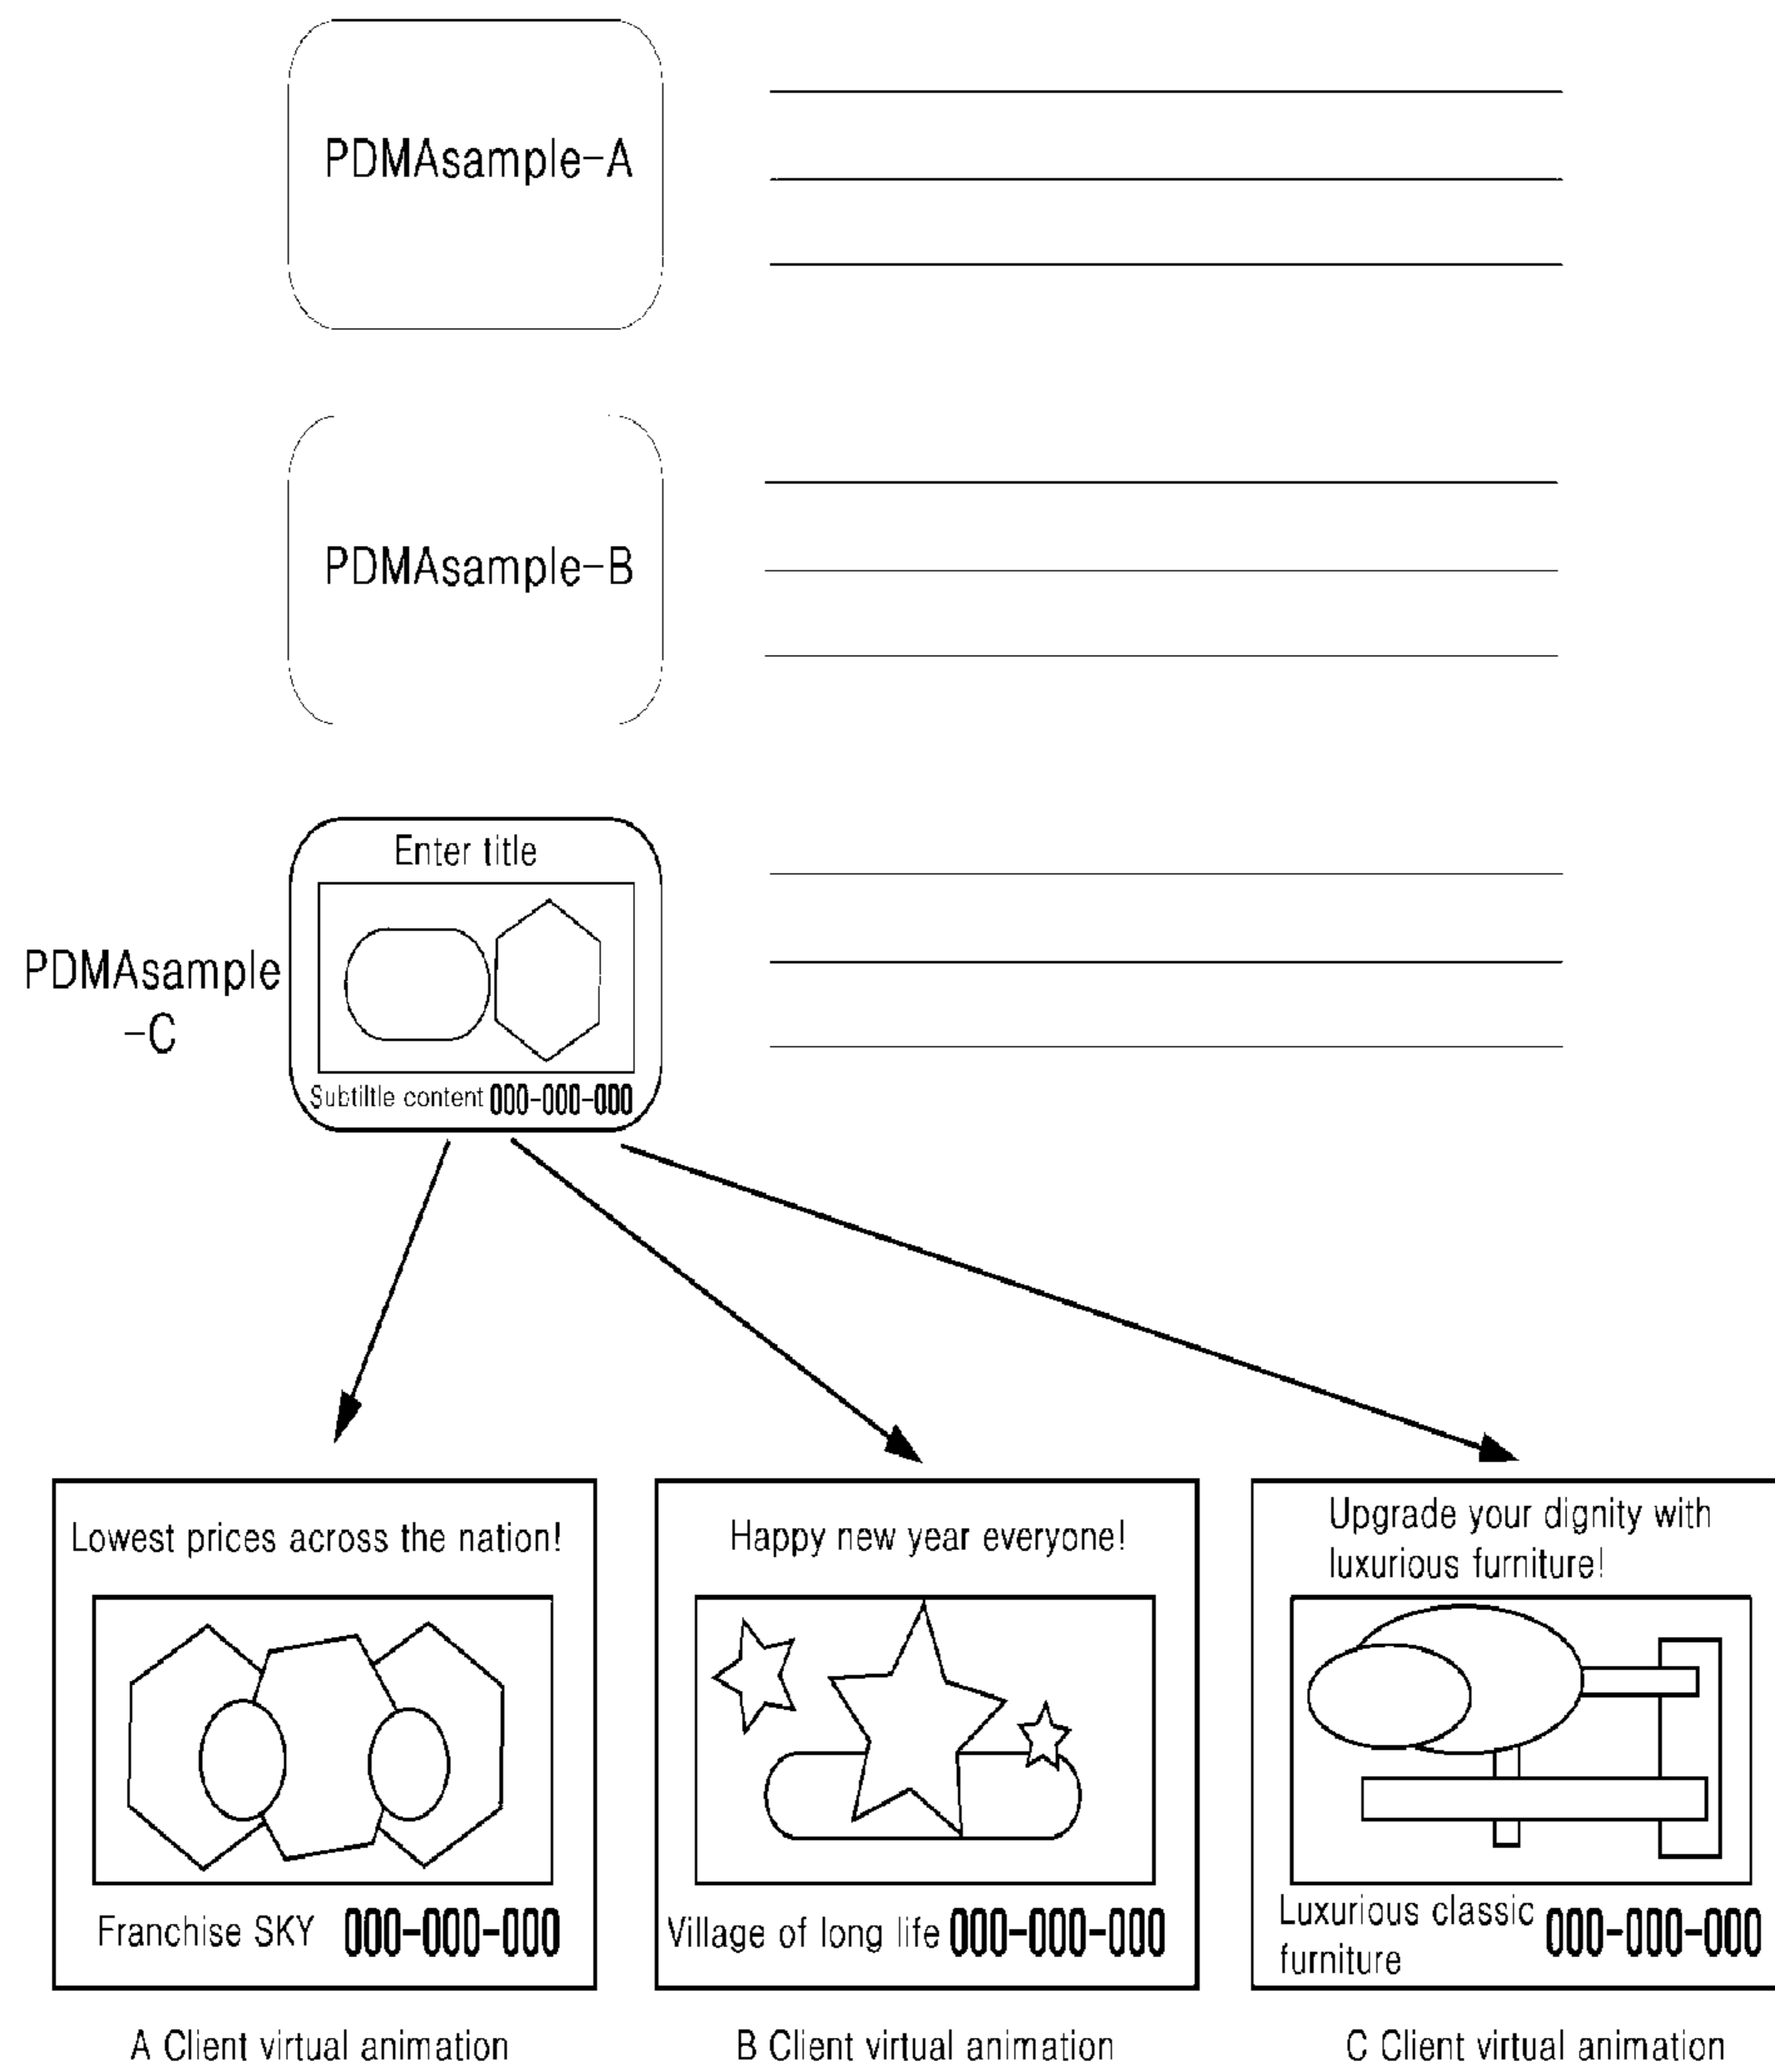 PDMAsample-A
PDMAsample-B
Enter title
PDMAsample
-C
Subtiltle content 000-000-000
Lowest prices across the nation!
Franchise SKY 000-000-000
A Client virtual animation
Happy new year everyone!
Village of long life 000-000-000
B Client virtual animation
Upgrade your dignity with
luxurious furniture!
Luxurious classic
furniture
000-000-000
C Client virtual animation